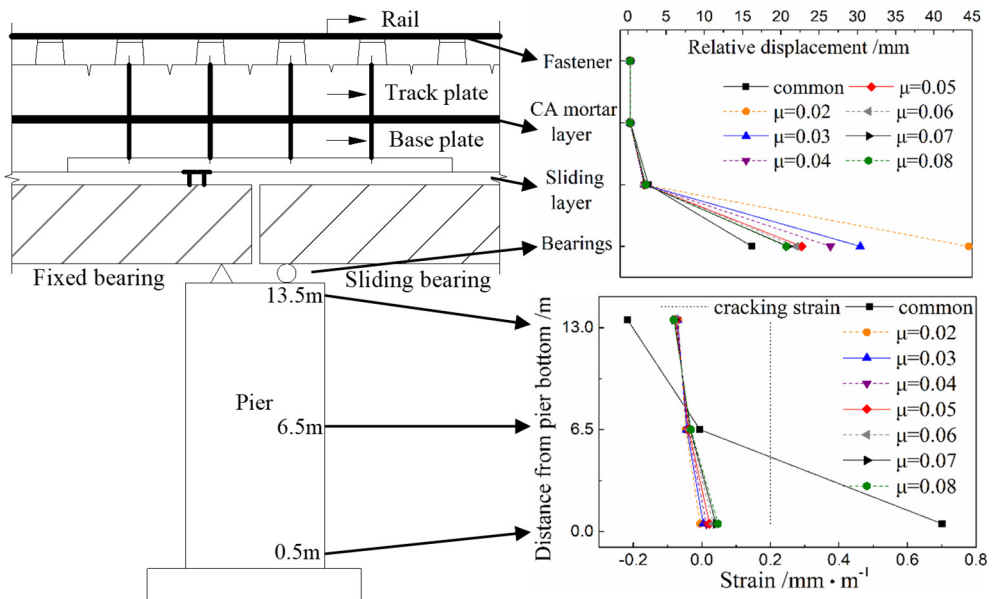 Rail
Track plate
Base plate
Fixed bearing
Sliding bearing
13.5m
Pier
6.5m
0.5m
Fastener
CA mortar
layer
Sliding
layer
Bearings
0 5 10 15 20 25 30 35 40 45
Relative displacement /mm
common
μ=0.02
μ=0.03
μ=0.04
μ=0.05
μ=0.06
μ=0.07
μ=0.08
Distance from pier bottom /m
13.0
6.5
0.0
cracking strain
common
μ=0.02
μ=0.03
μ=0.04
μ=0.05
μ=0.06
μ=0.07
μ=0.08
-0.2 0.0 0.2 0.4 0.6 0.8
Strain /mm · m⁻¹